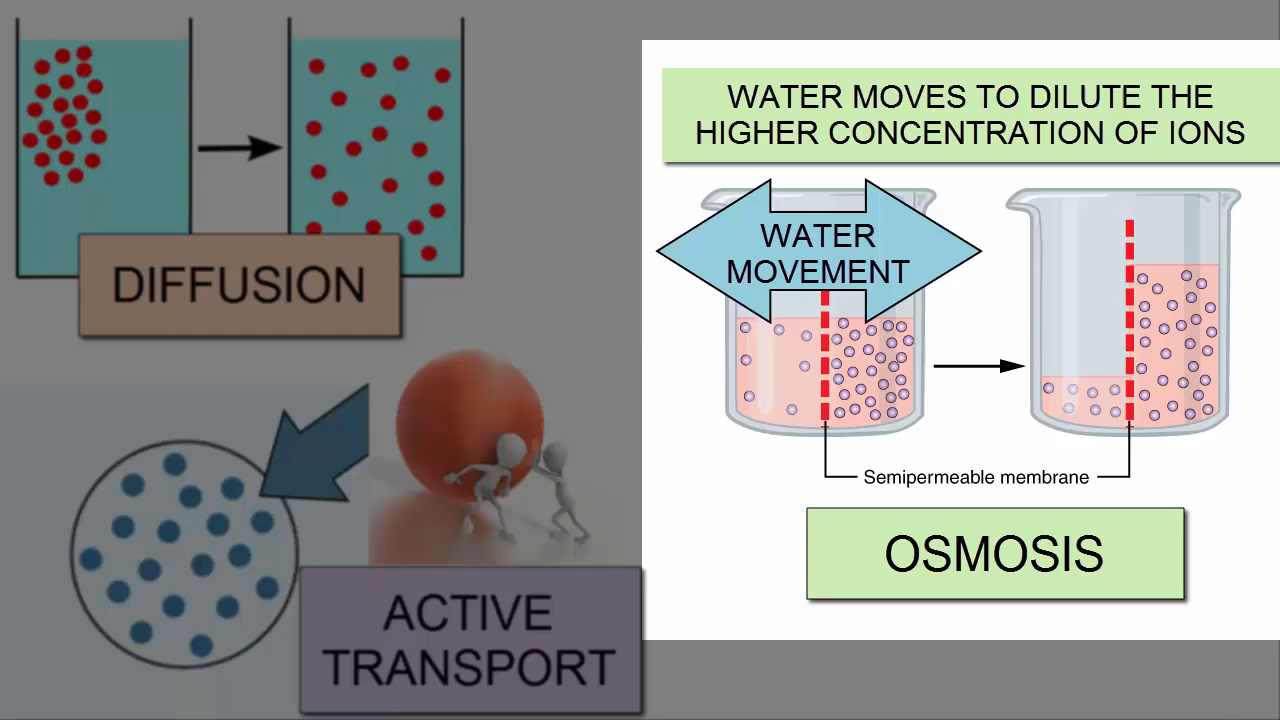 DIFFUSION
ACTIVE
TRANSPORT
WATER MOVES TO DILUTE THE
HIGHER CONCENTRATION OF IONS
WATER
MOVEMENT
Semipermeable membrane
OSMOSIS